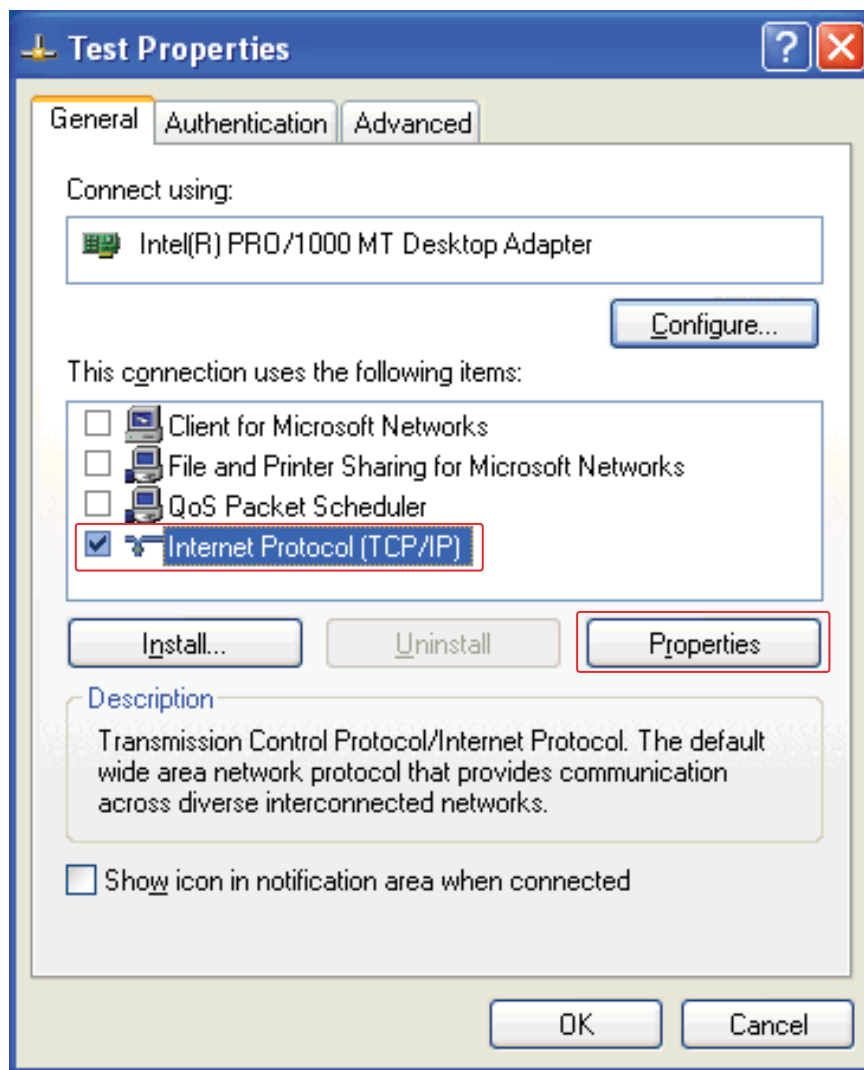 Test Properties
General Authentication Advanced
Connect using:
Intel(R) PRO/1000 MT Desktop Adapter
Configure...
This connection uses the following items:
Client for Microsoft Networks
File and Printer Sharing for Microsoft Networks
QoS Packet Scheduler
Internet Protocol (TCP/IP)
Install... Uninstall Properties
Description
Transmission Control Protocol/Internet Protocol. The default
wide area network protocol that provides communication
across diverse interconnected networks.
Show icon in notification area when connected
OK Cancel